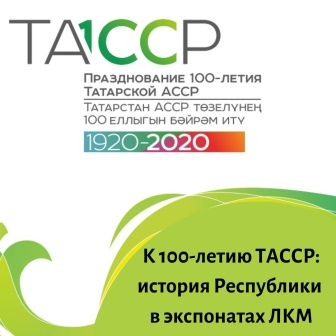 ТА1ССР
Празднование 100-летия
Татарской АССР
Татарстан АССР төзелүнең
100 еллыгын бәйрәм итү
1920-2020
К 100-летию ТАССР:
история Республики
в экспонатах ЛКМ